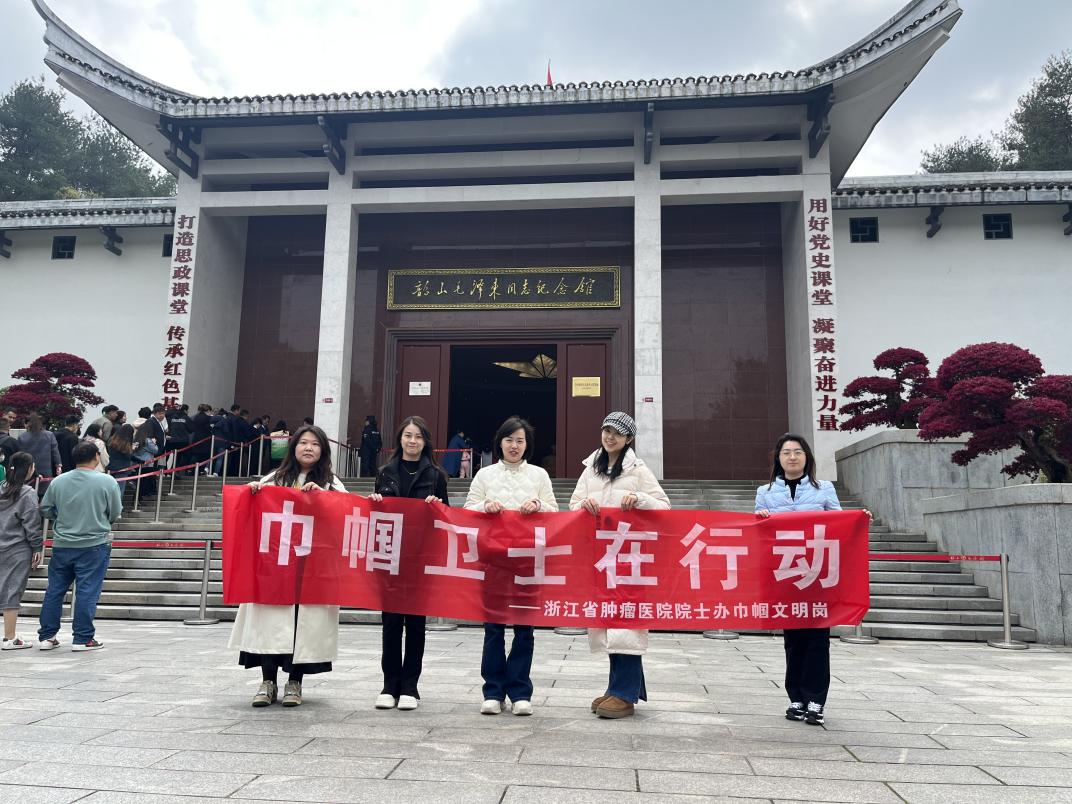 韶山毛泽东同志纪念馆
打造思政课堂 传承红色基
用好党史课堂 凝聚奋进力量
巾帼卫士在行动
——浙江省肿瘤医院院士办巾帼文明岗